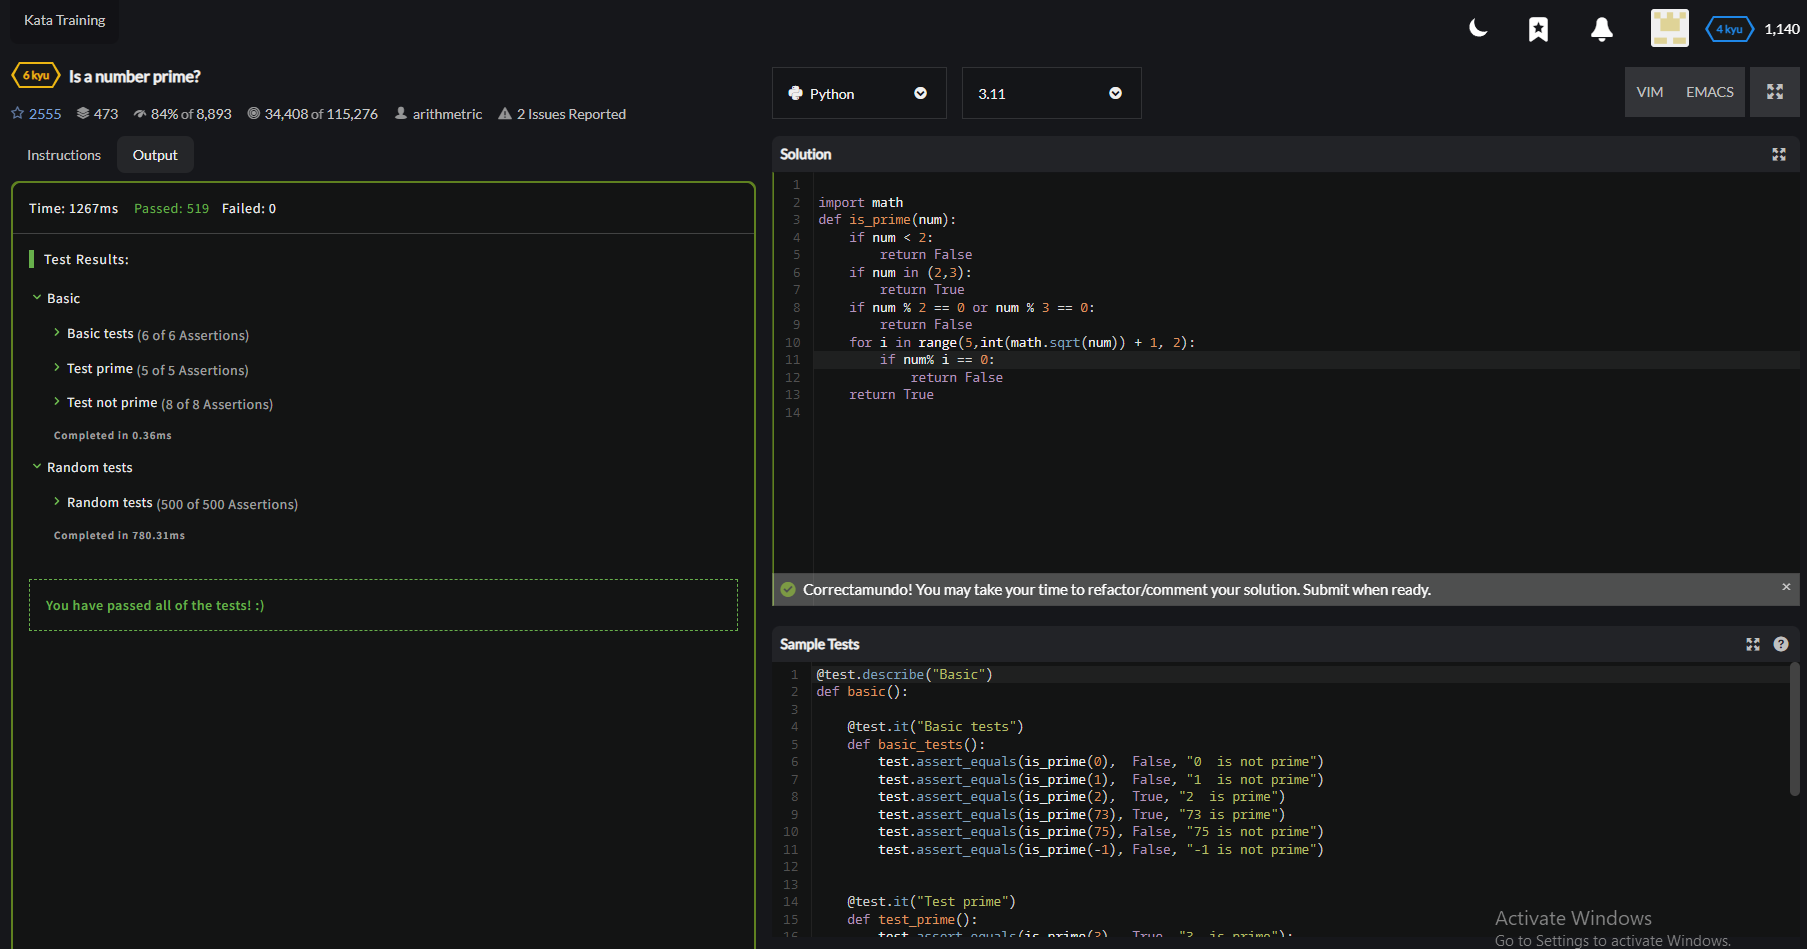 Kata Training
4 kyu 1,140
6 kyu Is a number prime?
2555 473 84% of 8,893 34,408 of 115,276 arithmetric 2 Issues Reported
Instructions Output
Time: 1267ms Passed: 519 Failed: 0
Test Results:
Basic
Basic tests (6 of 6 Assertions)
Test prime (5 of 5 Assertions)
Test not prime (8 of 8 Assertions)
Completed in 0.36ms
Random tests
Random tests (500 of 500 Assertions)
Completed in 780.31ms
You have passed all of the tests! :)
Python 3.11 VIM EMACS
Solution
1
2 import math
3 def is_prime(num):
4 if num < 2:
5 return False
6 if num in (2,3):
7 return True
8 if num % 2 == 0 or num % 3 == 0:
9 return False
10 for i in range(5,int(math.sqrt(num)) + 1, 2):
11 if num% i == 0:
12 return False
13 return True
14
Correctamundo! You may take your time to refactor/comment your solution. Submit when ready. ×
Sample Tests ?
1 @test.describe("Basic")
2 def basic():
3
4 @test.it("Basic tests")
5 def basic_tests():
6 test.assert_equals(is_prime(0),  False, "0  is not prime")
7 test.assert_equals(is_prime(1),  False, "1  is not prime")
8 test.assert_equals(is_prime(2),  True, "2  is prime")
9 test.assert_equals(is_prime(73), True, "73 is prime")
10 test.assert_equals(is_prime(75), False, "75 is not prime")
11 test.assert_equals(is_prime(-1), False, "-1 is not prime")
12
13
14 @test.it("Test prime")
15 def test_prime():
16 test.assert_equals(is_prime(3),  True, "3 is prime");
Activate Windows
Go to Settings to activate Windows.